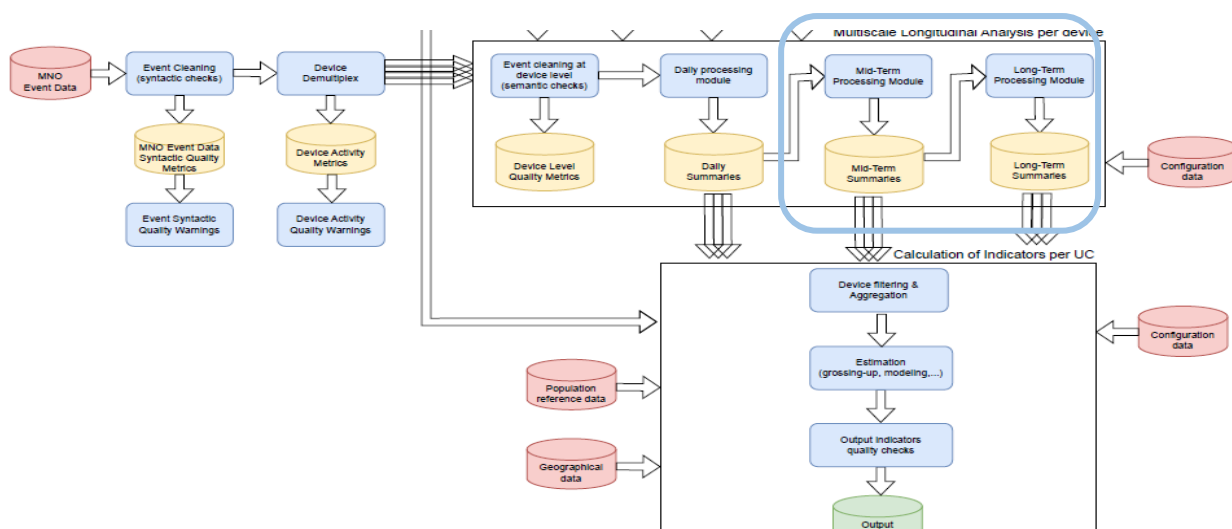 Multiscale Longitudinal Analysis per device
MNO
Event Data
Event Cleaning
(syntactic checks)
Device
Demultiplex
Event cleaning at
device level
(semantic checks)
Daily processing
module
Mid-Term
Processing Module
Long-Term
Processing Module
MNO Event Data
Syntactic Quality
Metrics
Device Activity
Metrics
Device Level
Quality Metrics
Daily
Summaries
Mid-Term
Summaries
Long-Term
Summaries
Configuration
data
Event Syntactic
Quality Warnings
Device Activity
Quality Warnings
Calculation of Indicators per UC
Device filtering &
Aggregation
Configuration
data
Estimation
(grossing-up, modeling,...)
Population
reference data
Output indicators
quality checks
Geographical
data
Output